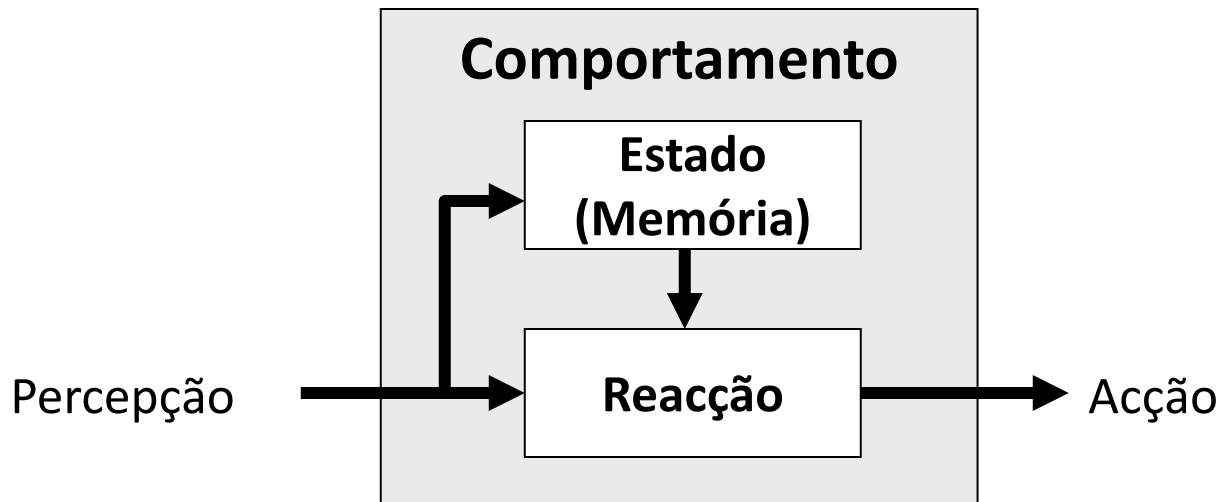 Comportamento
Estado
(Memória)
Percepção
Reacção
Acção